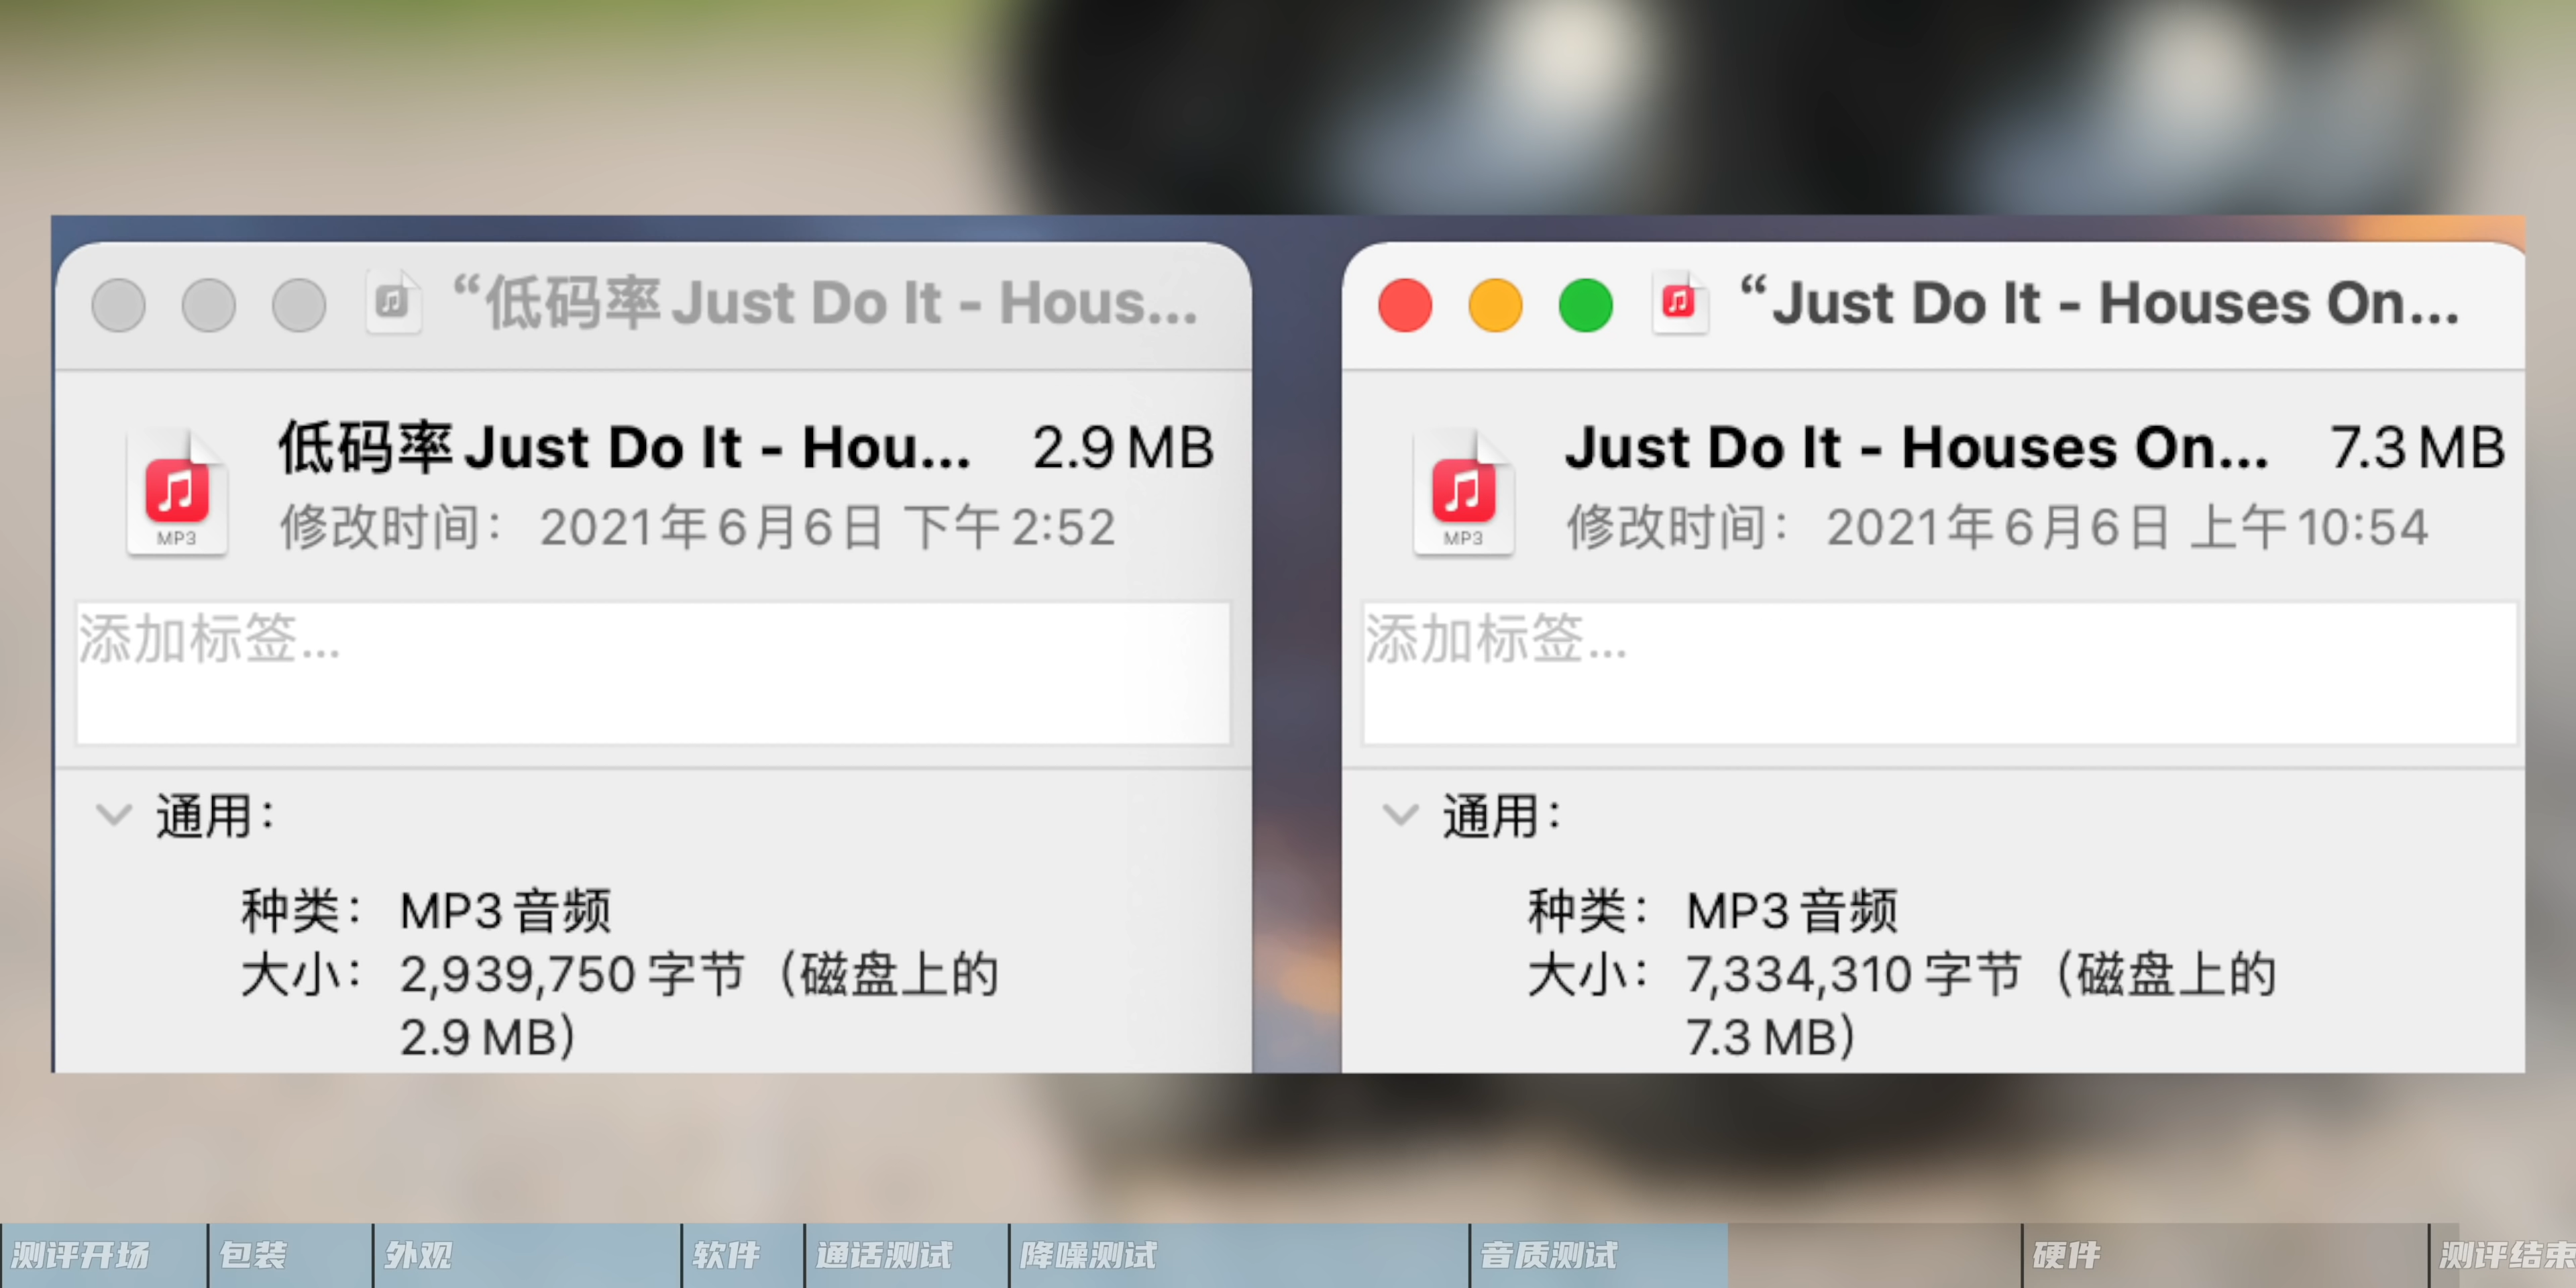 “低码率 Just Do It - Hous...
低码率 Just Do It - Hou... 2.9 MB
修改时间： 2021年6月6日 下午2:52
MP3
添加标签...
通用：
种类： MP3音频
大小： 2,939,750 字节（磁盘上的
2.9 MB）
“Just Do It - Houses On...
Just Do It - Houses On... 7.3 MB
修改时间： 2021年6月6日 上午10:54
MP3
添加标签...
通用：
种类： MP3音频
大小： 7,334,310 字节（磁盘上的
7.3 MB）
测评开场 包装 外观 软件 通话测试 降噪测试 音质测试 硬件 测评结束